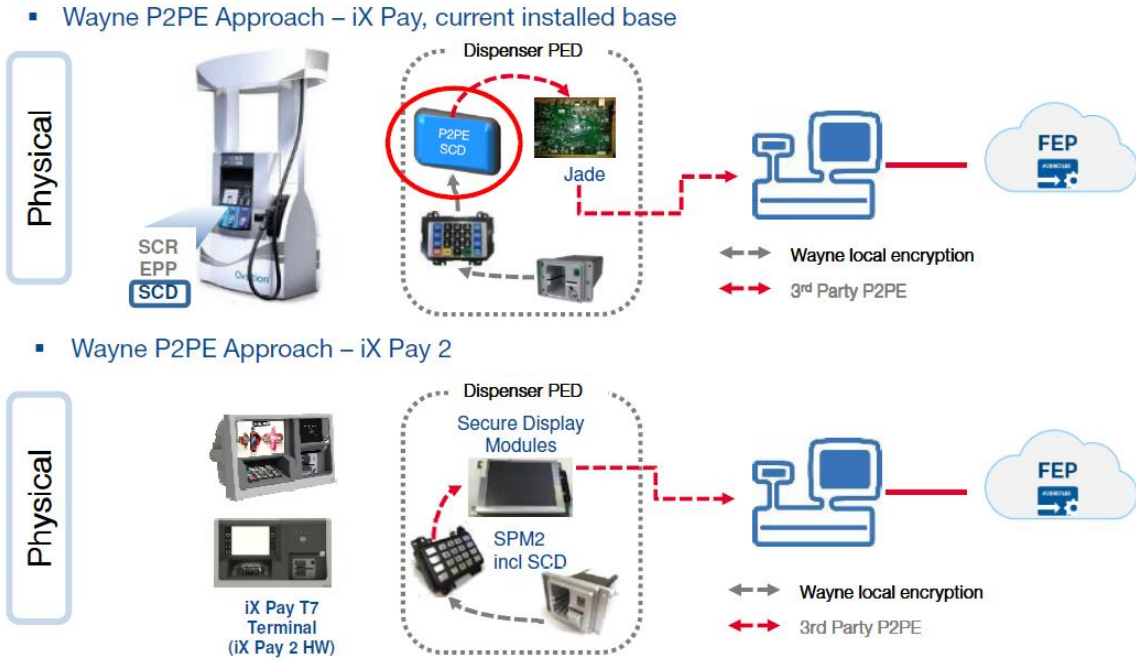 ▪ Wayne P2PE Approach – iX Pay, current installed base
Physical
Dispenser PED
P2PE
SCD
Jade
FEP
SCR
EPP
SCD
Ovation
Wayne local encryption
3rd Party P2PE
▪ Wayne P2PE Approach – iX Pay 2
Physical
Dispenser PED
Secure Display
Modules
SPM2
incl SCD
FEP
iX Pay T7
Terminal
(iX Pay 2 HW)
Wayne local encryption
3rd Party P2PE